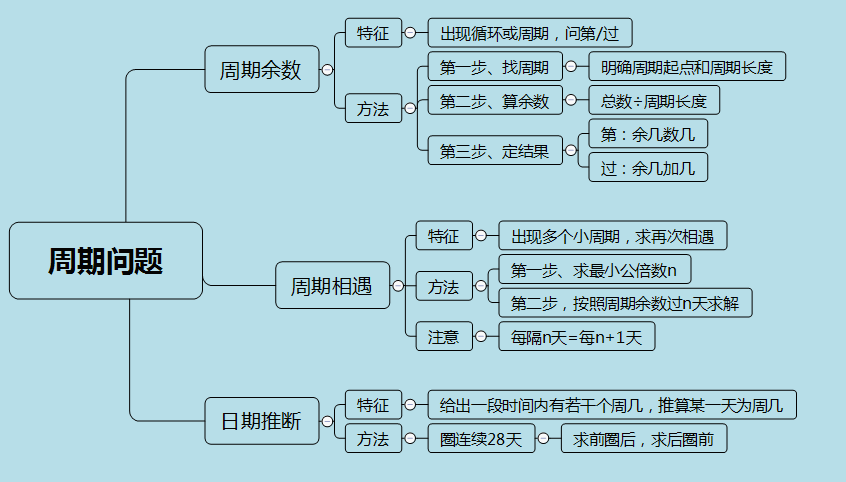 周期问题
周期余数
特征
出现循环或周期，问第/过
方法
第一步、找周期
明确周期起点和周期长度
第二步、算余数
总数÷周期长度
第三步、定结果
第：余几数几
过：余几加几
周期相遇
特征
出现多个小周期，求再次相遇
方法
第一步、求最小公倍数n
第二步，按照周期余数过n天求解
注意
每隔n天=每n+1天
日期推断
特征
给出一段时间内有若干个周几，推算某一天为周几
方法
圈连续28天
求前圈后，求后圈前